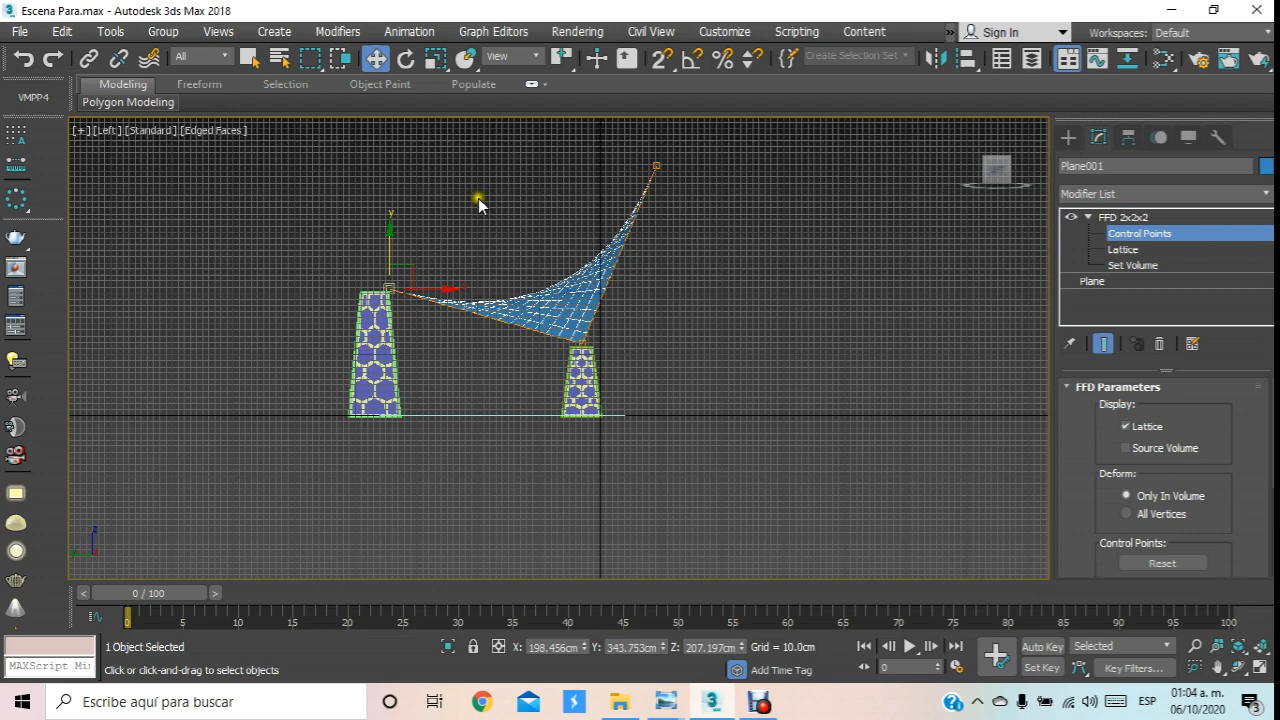 Escena Para.max - Autodesk 3ds Max 2018
File Edit Tools Group Views Create Modifiers Animation Graph Editors Rendering Civil View Customize Scripting Content » Sign In Workspaces: Default
All View Create Selection Set
Modeling Freeform Selection Object Paint Populate
VMPP4
Polygon Modeling
[+] [Left] [Standard] [Edged Faces]
Plane001
Modifier List
FFD 2x2x2
Control Points
Lattice
Set Volume
Plane
FFD Parameters
Display:
Lattice
Source Volume
Deform:
Only In Volume
All Vertices
Control Points:
Reset
y
z
< 0 / 100 >
0 5 10 15 20 25 30 35 40 45 50 55 60 65 70 75 80 85 90 95 100
1 Object Selected X: 198.456cm Y: 343.753cm Z: 207.197cm Grid = 10.0cm Auto Key Selected
MAXScript Mi Click or click-and-drag to select objects Add Time Tag 0 Set Key Key Filters...
Escribe aquí para buscar
ESP
01:04 a. m.
06/10/2020
3